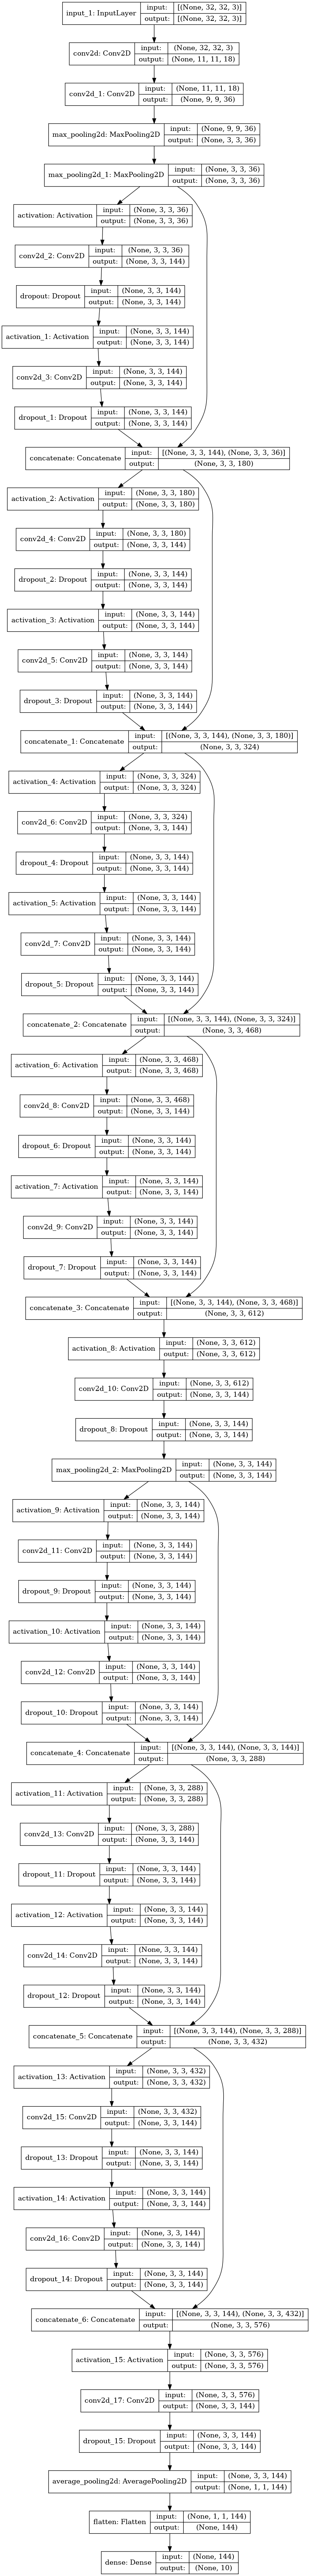 input_1: InputLayer input: [(None, 32, 32, 3)]
output: [(None, 32, 32, 3)]
conv2d: Conv2D input: (None, 32, 32, 3)
output: (None, 11, 11, 18)
conv2d_1: Conv2D input: (None, 11, 11, 18)
output: (None, 9, 9, 36)
max_pooling2d: MaxPooling2D input: (None, 9, 9, 36)
output: (None, 3, 3, 36)
max_pooling2d_1: MaxPooling2D input: (None, 3, 3, 36)
output: (None, 3, 3, 36)
activation: Activation input: (None, 3, 3, 36)
output: (None, 3, 3, 36)
conv2d_2: Conv2D input: (None, 3, 3, 36)
output: (None, 3, 3, 144)
dropout: Dropout input: (None, 3, 3, 144)
output: (None, 3, 3, 144)
activation_1: Activation input: (None, 3, 3, 144)
output: (None, 3, 3, 144)
conv2d_3: Conv2D input: (None, 3, 3, 144)
output: (None, 3, 3, 144)
dropout_1: Dropout input: (None, 3, 3, 144)
output: (None, 3, 3, 144)
concatenate: Concatenate input: [(None, 3, 3, 144), (None, 3, 3, 36)]
output: (None, 3, 3, 180)
activation_2: Activation input: (None, 3, 3, 180)
output: (None, 3, 3, 180)
conv2d_4: Conv2D input: (None, 3, 3, 180)
output: (None, 3, 3, 144)
dropout_2: Dropout input: (None, 3, 3, 144)
output: (None, 3, 3, 144)
activation_3: Activation input: (None, 3, 3, 144)
output: (None, 3, 3, 144)
conv2d_5: Conv2D input: (None, 3, 3, 144)
output: (None, 3, 3, 144)
dropout_3: Dropout input: (None, 3, 3, 144)
output: (None, 3, 3, 144)
concatenate_1: Concatenate input: [(None, 3, 3, 144), (None, 3, 3, 180)]
output: (None, 3, 3, 324)
activation_4: Activation input: (None, 3, 3, 324)
output: (None, 3, 3, 324)
conv2d_6: Conv2D input: (None, 3, 3, 324)
output: (None, 3, 3, 144)
dropout_4: Dropout input: (None, 3, 3, 144)
output: (None, 3, 3, 144)
activation_5: Activation input: (None, 3, 3, 144)
output: (None, 3, 3, 144)
conv2d_7: Conv2D input: (None, 3, 3, 144)
output: (None, 3, 3, 144)
dropout_5: Dropout input: (None, 3, 3, 144)
output: (None, 3, 3, 144)
concatenate_2: Concatenate input: [(None, 3, 3, 144), (None, 3, 3, 324)]
output: (None, 3, 3, 468)
activation_6: Activation input: (None, 3, 3, 468)
output: (None, 3, 3, 468)
conv2d_8: Conv2D input: (None, 3, 3, 468)
output: (None, 3, 3, 144)
dropout_6: Dropout input: (None, 3, 3, 144)
output: (None, 3, 3, 144)
activation_7: Activation input: (None, 3, 3, 144)
output: (None, 3, 3, 144)
conv2d_9: Conv2D input: (None, 3, 3, 144)
output: (None, 3, 3, 144)
dropout_7: Dropout input: (None, 3, 3, 144)
output: (None, 3, 3, 144)
concatenate_3: Concatenate input: [(None, 3, 3, 144), (None, 3, 3, 468)]
output: (None, 3, 3, 612)
activation_8: Activation input: (None, 3, 3, 612)
output: (None, 3, 3, 612)
conv2d_10: Conv2D input: (None, 3, 3, 612)
output: (None, 3, 3, 144)
dropout_8: Dropout input: (None, 3, 3, 144)
output: (None, 3, 3, 144)
max_pooling2d_2: MaxPooling2D input: (None, 3, 3, 144)
output: (None, 3, 3, 144)
activation_9: Activation input: (None, 3, 3, 144)
output: (None, 3, 3, 144)
conv2d_11: Conv2D input: (None, 3, 3, 144)
output: (None, 3, 3, 144)
dropout_9: Dropout input: (None, 3, 3, 144)
output: (None, 3, 3, 144)
activation_10: Activation input: (None, 3, 3, 144)
output: (None, 3, 3, 144)
conv2d_12: Conv2D input: (None, 3, 3, 144)
output: (None, 3, 3, 144)
dropout_10: Dropout input: (None, 3, 3, 144)
output: (None, 3, 3, 144)
concatenate_4: Concatenate input: [(None, 3, 3, 144), (None, 3, 3, 144)]
output: (None, 3, 3, 288)
activation_11: Activation input: (None, 3, 3, 288)
output: (None, 3, 3, 288)
conv2d_13: Conv2D input: (None, 3, 3, 288)
output: (None, 3, 3, 144)
dropout_11: Dropout input: (None, 3, 3, 144)
output: (None, 3, 3, 144)
activation_12: Activation input: (None, 3, 3, 144)
output: (None, 3, 3, 144)
conv2d_14: Conv2D input: (None, 3, 3, 144)
output: (None, 3, 3, 144)
dropout_12: Dropout input: (None, 3, 3, 144)
output: (None, 3, 3, 144)
concatenate_5: Concatenate input: [(None, 3, 3, 144), (None, 3, 3, 288)]
output: (None, 3, 3, 432)
activation_13: Activation input: (None, 3, 3, 432)
output: (None, 3, 3, 432)
conv2d_15: Conv2D input: (None, 3, 3, 432)
output: (None, 3, 3, 144)
dropout_13: Dropout input: (None, 3, 3, 144)
output: (None, 3, 3, 144)
activation_14: Activation input: (None, 3, 3, 144)
output: (None, 3, 3, 144)
conv2d_16: Conv2D input: (None, 3, 3, 144)
output: (None, 3, 3, 144)
dropout_14: Dropout input: (None, 3, 3, 144)
output: (None, 3, 3, 144)
concatenate_6: Concatenate input: [(None, 3, 3, 144), (None, 3, 3, 432)]
output: (None, 3, 3, 576)
activation_15: Activation input: (None, 3, 3, 576)
output: (None, 3, 3, 576)
conv2d_17: Conv2D input: (None, 3, 3, 576)
output: (None, 3, 3, 144)
dropout_15: Dropout input: (None, 3, 3, 144)
output: (None, 3, 3, 144)
average_pooling2d: AveragePooling2D input: (None, 3, 3, 144)
output: (None, 1, 1, 144)
flatten: Flatten input: (None, 1, 1, 144)
output: (None, 144)
dense: Dense input: (None, 144)
output: (None, 10)